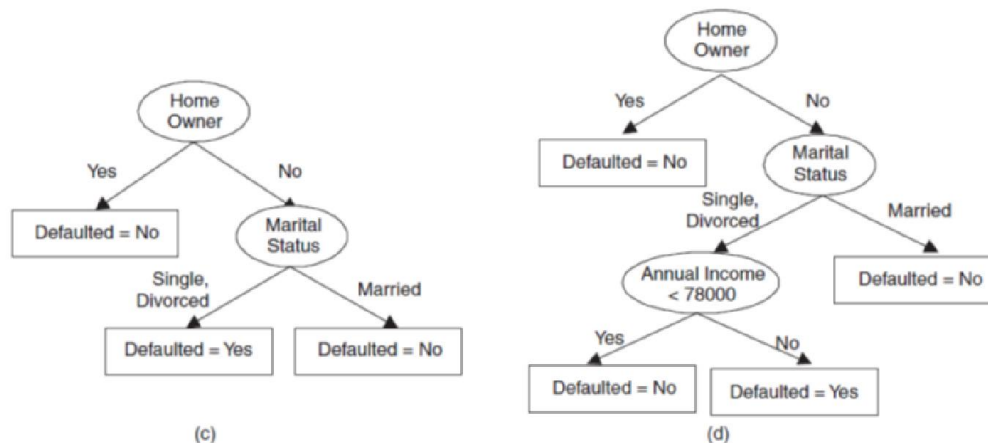 Home
Owner
Yes
No
Defaulted = No
Marital
Status
Single,
Divorced
Married
Defaulted = Yes
Defaulted = No
(c)
Home
Owner
Yes
No
Defaulted = No
Marital
Status
Single,
Divorced
Married
Annual Income
< 78000
Defaulted = No
Yes
No
Defaulted = No
Defaulted = Yes
(d)